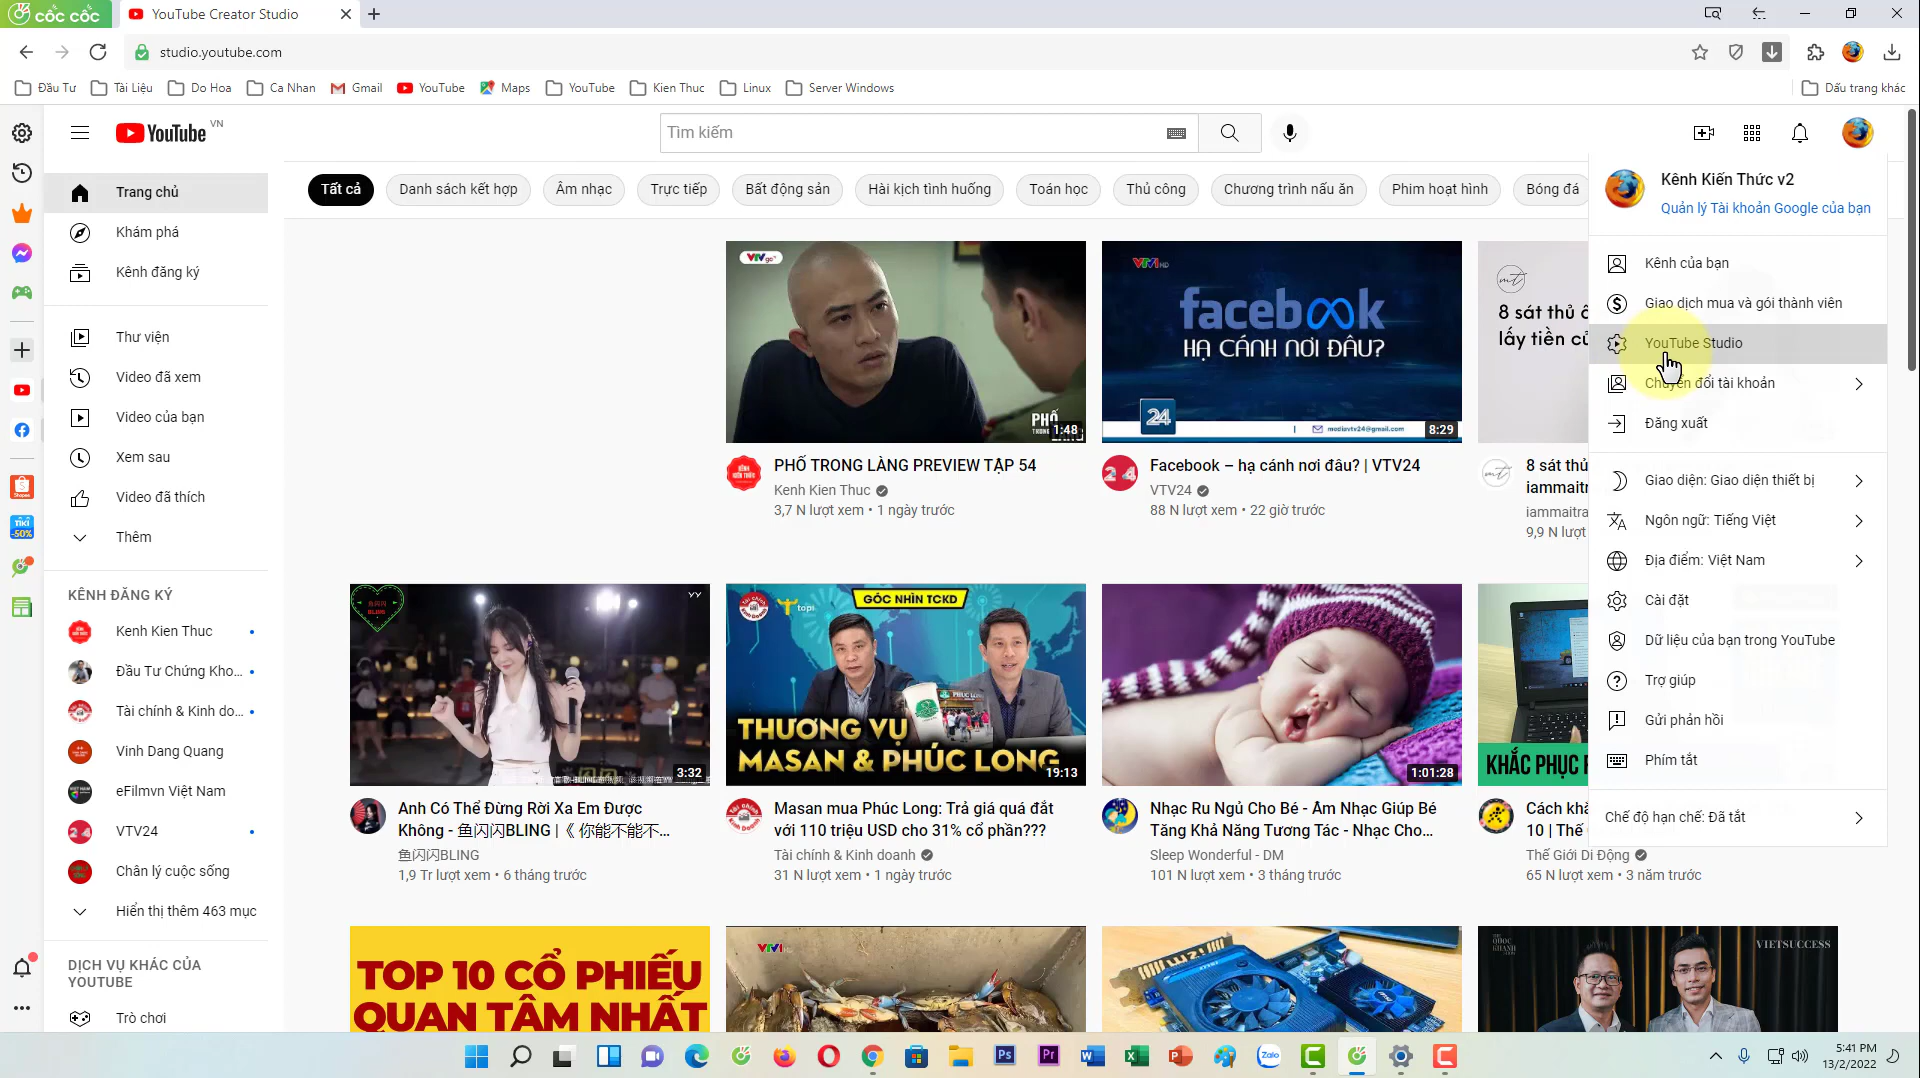 cốc cốc
YouTube Creator Studio
studio.youtube.com
Đầu Tư
Tài Liệu
Do Hoa
Ca Nhan
Gmail
YouTube
Maps
YouTube
Kien Thuc
Linux
Server Windows
Dấu trang khác
YouTube VN
Tìm kiếm
Trang chủ
Khám phá
Kênh đăng ký
Thư viện
Video đã xem
Video của bạn
Xem sau
Video đã thích
Thêm
KÊNH ĐĂNG KÝ
Kenh Kien Thuc
Đầu Tư Chứng Kho...
Tài chính & Kinh do...
Vinh Dang Quang
eFilmvn Việt Nam
VTV24
Chân lý cuộc sống
Hiển thị thêm 463 mục
DỊCH VỤ KHÁC CỦA
YOUTUBE
Trò chơi
Tất cả
Danh sách kết hợp
Âm nhạc
Trực tiếp
Bất động sản
Hài kịch tình huống
Toán học
Thủ công
Chương trình nấu ăn
Phim hoạt hình
Bóng đá
VTVgo
PHỐ
1:48
PHỐ TRONG LÀNG PREVIEW TẬP 54
Kenh Kien Thuc
3,7 N lượt xem • 1 ngày trước
VTV1 HD
facebook
HẠ CÁNH NƠI ĐÂU?
24
mediavtv24@gmail.com
8:29
Facebook – hạ cánh nơi đâu? | VTV24
VTV24
88 N lượt xem • 22 giờ trước
mt
8 sát thủ
lấy tiền
8 sát thủ
iammaitr
iammaitra
9,9 N lượt
鱼闪闪
BLING
3:32
Anh Có Thể Đừng Rời Xa Em Được
Không - 鱼闪闪BLING |《 你能不能不...
鱼闪闪BLING
1,9 Tr lượt xem • 6 tháng trước
topi
GÓC NHÌN TCKD
THƯƠNG VỤ
MASAN & PHÚC LONG
19:13
Masan mua Phúc Long: Trả giá quá đắt
với 110 triệu USD cho 31% cổ phần???
Tài chính & Kinh doanh
31 N lượt xem • 1 ngày trước
1:01:28
Nhạc Ru Ngủ Cho Bé - Âm Nhạc Giúp Bé
Tăng Khả Năng Tương Tác - Nhạc Cho...
Sleep Wonderful - DM
101 N lượt xem • 3 tháng trước
KHẮC PHỤC
Cách kh
10 | Thế
Thế Giới Di Động
65 N lượt xem • 3 năm trước
TOP 10 CỔ PHIẾU
QUAN TÂM NHẤT
VTV1
VIETSUCCESS
Kênh Kiến Thức v2
Quản lý Tài khoản Google của bạn
Kênh của bạn
Giao dịch mua và gói thành viên
YouTube Studio
Chuyển đổi tài khoản
Đăng xuất
Giao diện: Giao diện thiết bị
Ngôn ngữ: Tiếng Việt
Địa điểm: Việt Nam
Cài đặt
Dữ liệu của bạn trong YouTube
Trợ giúp
Gửi phản hồi
Phím tắt
Chế độ hạn chế: Đã tắt
5:41 PM
13/2/2022